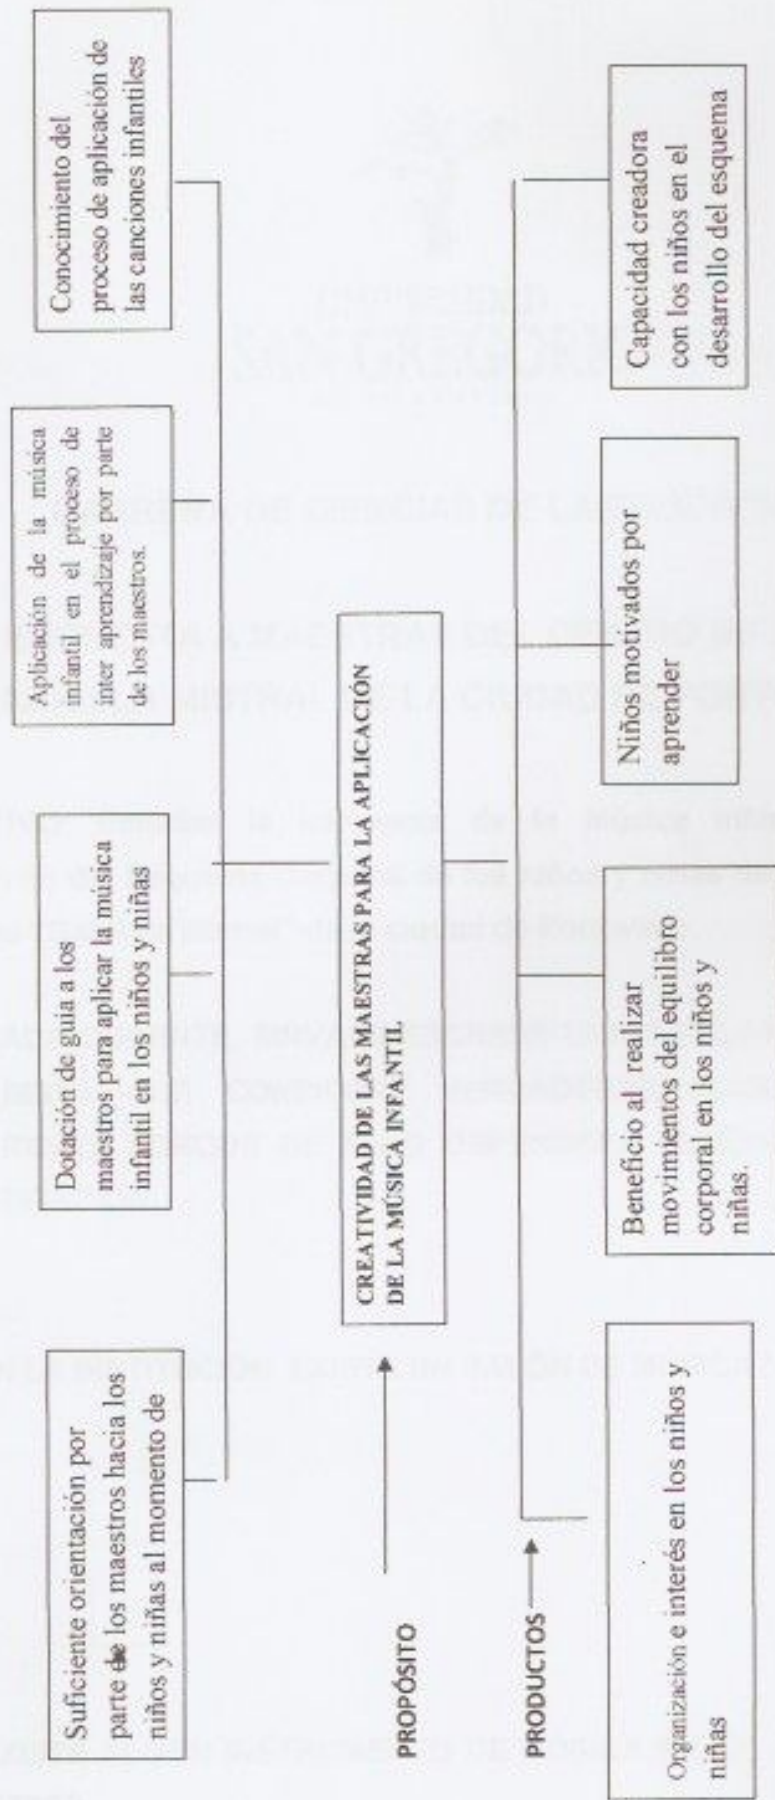 Suficiente orientación por
parte de los maestros hacia los
niños y niñas al momento de
Dotación de guía a los
maestros para aplicar la musica
infantil en los niños y niñas
Aplicación de la música
infantil en el proceso de
inter aprendizaje por parte
de los maestros.
Conocimiento del
proceso de aplicación de
las canciones infantiles
PROPÓSITO
CREATIVIDAD DE LAS MAESTRAS PARA LA APLICACIÓN
DE LA MÚSICA INFANTIL
PRODUCTOS
Organización e interés en los niños y
niñas
Beneficio al realizar
movimientos del equilibro
corporal en los niños y
niñas.
Niños motivados por
aprender
Capacidad creadora
con los niños en el
desarrollo del esquema